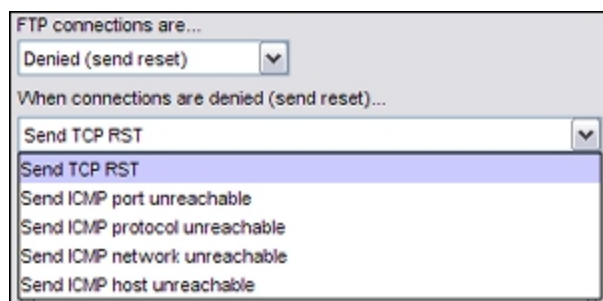 FTP connections are...
Denied (send reset)
When connections are denied (send reset)...
Send TCP RST
Send TCP RST
Send ICMP port unreachable
Send ICMP protocol unreachable
Send ICMP network unreachable
Send ICMP host unreachable